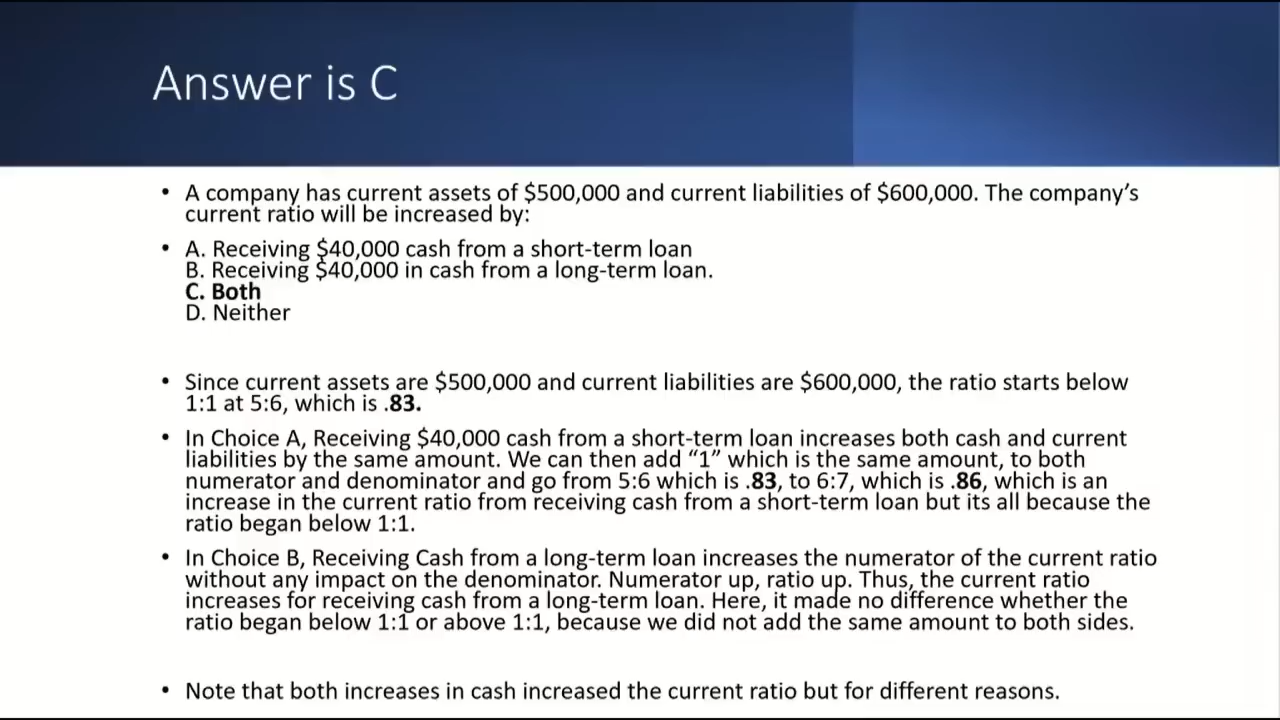 Answer is C
• A company has current assets of $500,000 and current liabilities of $600,000. The company’s
current ratio will be increased by:
• A. Receiving $40,000 cash from a short-term loan
B. Receiving $40,000 in cash from a long-term loan.
C. Both
D. Neither
• Since current assets are $500,000 and current liabilities are $600,000, the ratio starts below
1:1 at 5:6, which is .83.
• In Choice A, Receiving $40,000 cash from a short-term loan increases both cash and current
liabilities by the same amount. We can then add “1” which is the same amount, to both
numerator and denominator and go from 5:6 which is .83, to 6:7, which is .86, which is an
increase in the current ratio from receiving cash from a short-term loan but its all because the
ratio began below 1:1.
• In Choice B, Receiving Cash from a long-term loan increases the numerator of the current ratio
without any impact on the denominator. Numerator up, ratio up. Thus, the current ratio
increases for receiving cash from a long-term loan. Here, it made no difference whether the
ratio began below 1:1 or above 1:1, because we did not add the same amount to both sides.
• Note that both increases in cash increased the current ratio but for different reasons.